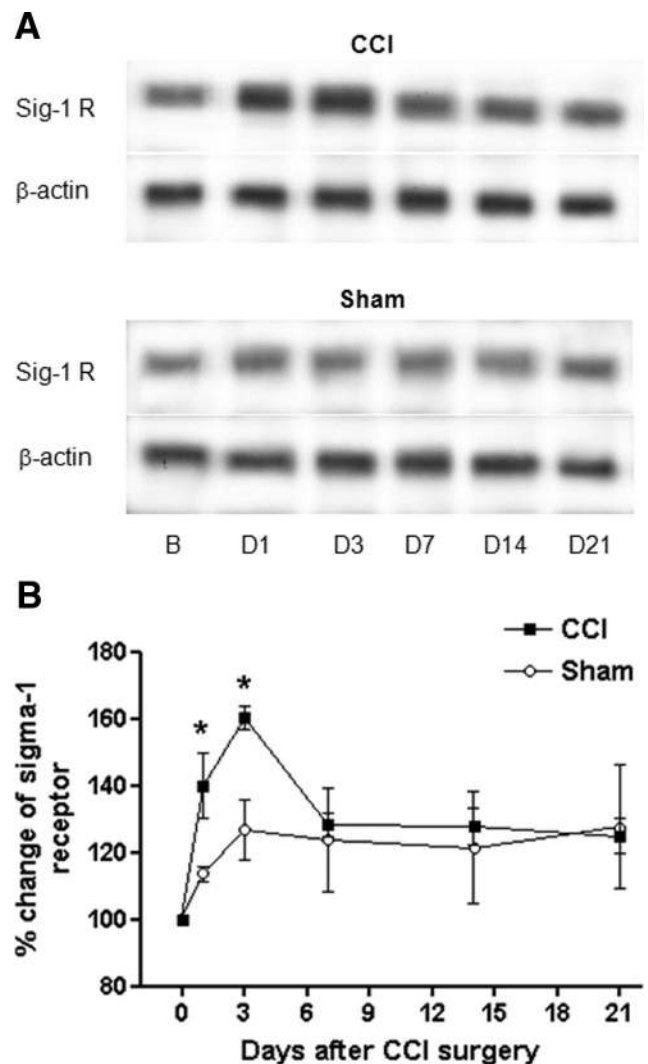 A
CCI
Sig-1 R
β-actin
Sham
Sig-1 R
β-actin
B D1 D3 D7 D14 D21
B
CCI
Sham
% change of sigma-1
receptor
180
160
140
120
100
80
* *
0 3 6 9 12 15 18 21
Days after CCI surgery